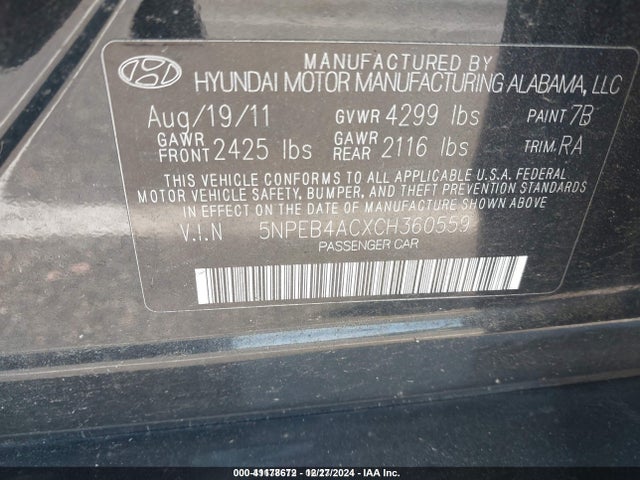 MANUFACTURED BY
HYUNDAI MOTOR MANUFACTURING ALABAMA, LLC
Aug/19/11 GVWR 4299 lbs PAINT 7B
GAWR FRONT 2425 lbs GAWR REAR 2116 lbs TRIM. RA
THIS VEHICLE CONFORMS TO ALL APPLICABLE U.S.A. FEDERAL
MOTOR VEHICLE SAFETY, BUMPER, AND THEFT PREVENTION STANDARDS
IN EFFECT ON THE DATE OF MANUFACTURE SHOWN ABOVE
V.I.N 5NPEB4ACXCH360559
PASSENGER CAR
12/27/2024 - IAA Inc.